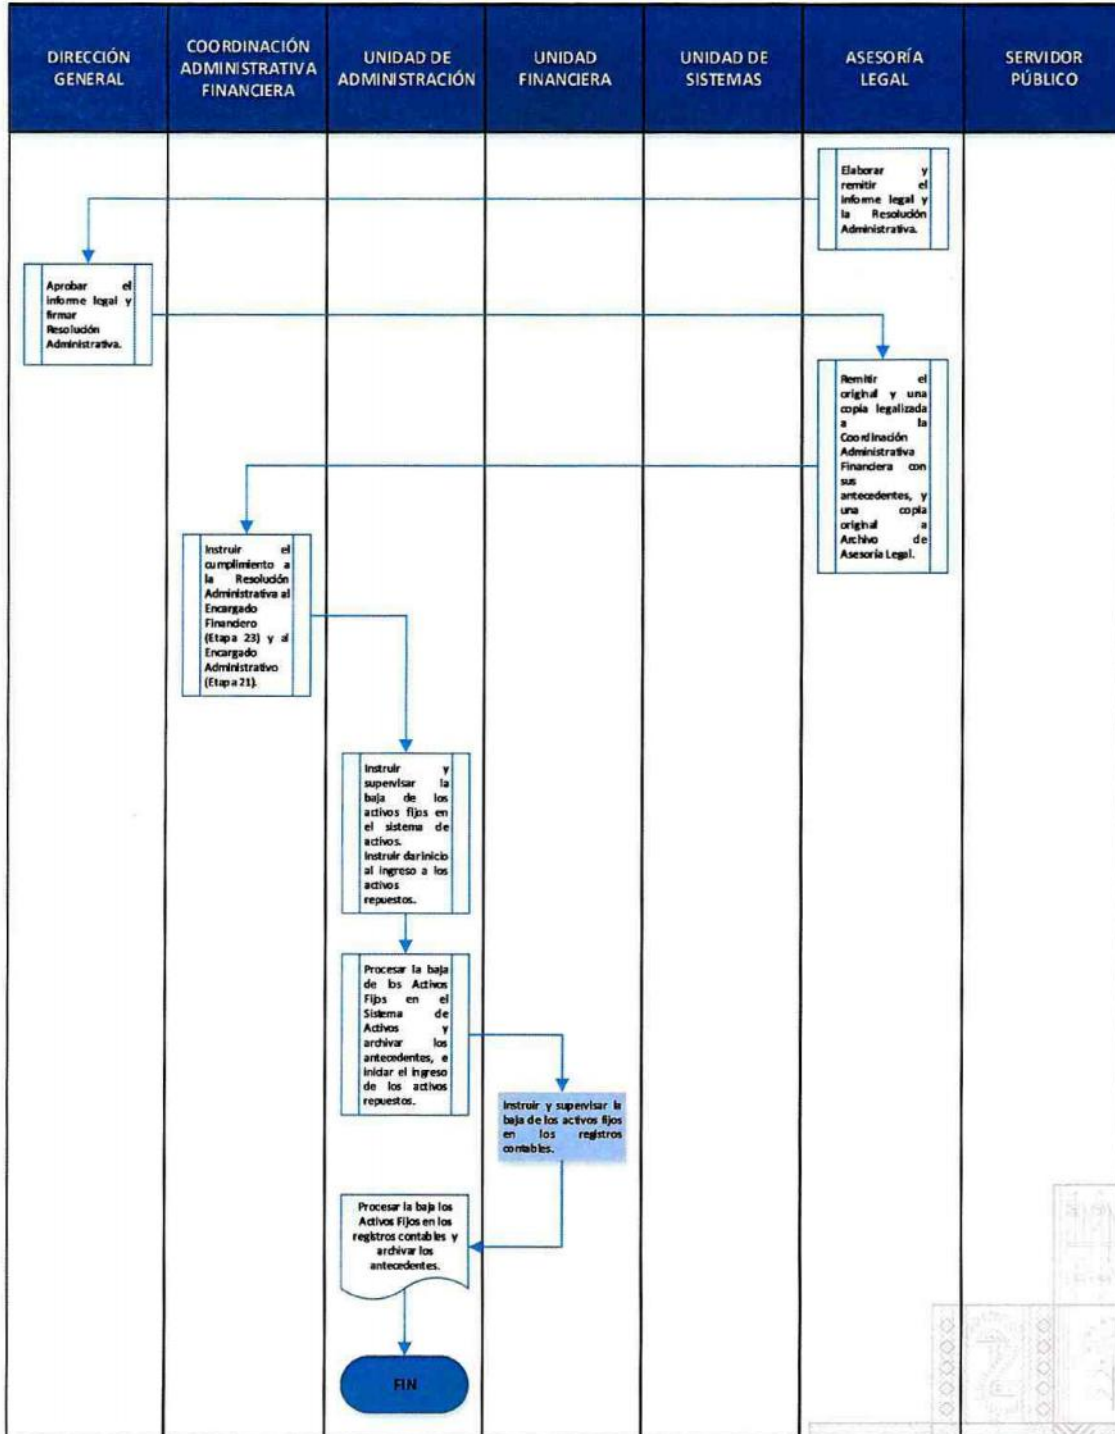 DIRECCIÓN
GENERAL
COORDINACIÓN
ADMINISTRATIVA
FINANCIERA
UNIDAD DE
ADMINISTRACIÓN
UNIDAD
FINANCIERA
UNIDAD DE
SISTEMAS
ASESORÍA
LEGAL
SERVIDOR
PÚBLICO
Elaborar y
remitir el
informe legal y
la Resolución
Administrativa.
Aprobar el
informe legal y
firmar
Resolución
Administrativa.
Remitir el
original y una
copia legalizada
a la
Coordinación
Administrativa
Financiera con
sus
antecedentes, y
una copia
original a
Archivo de
Asesoría Legal.
Instruir el
cumplimiento a
la Resolución
Administrativa al
Encargado
Financiero
(Etapa 23) y al
Encargado
Administrativo
(Etapa 21).
Instruir y
supervisar la
baja de los
activos fijos en
el sistema de
activos.
Instruir dar inicio
al ingreso a los
activos
repuestos.
Procesar la baja
de los Activos
Fijos en el
Sistema de
Activos y
archivar los
antecedentes, e
iniciar el ingreso
de los activos
repuestos.
Instruir y supervisar la
baja de los activos fijos
en los registros
contables.
Procesar la baja los
Activos Fijos en los
registros contables y
archivar los
antecedentes.
FIN